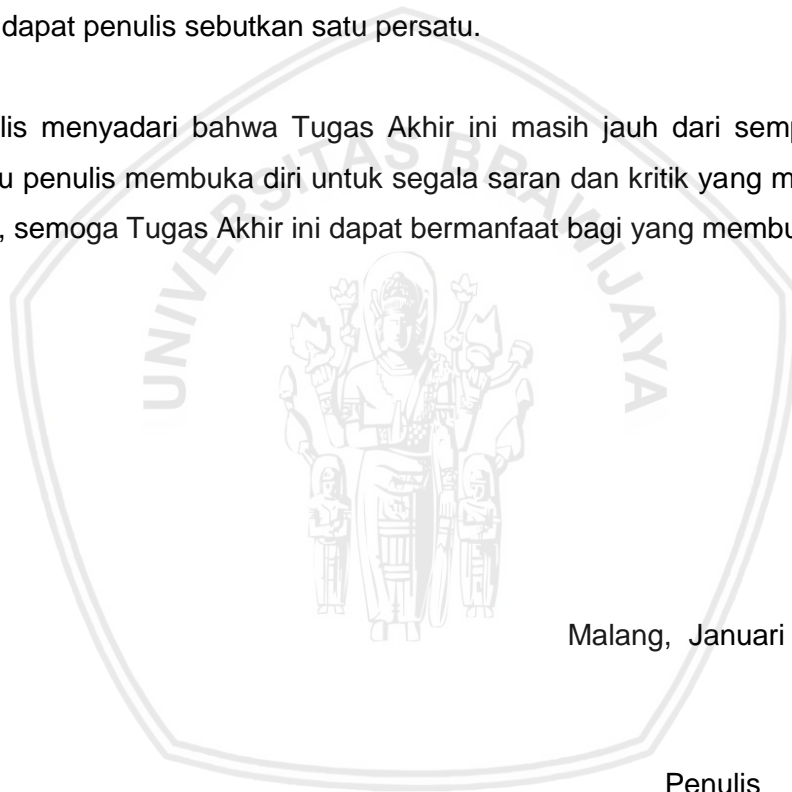 dapat penulis sebutkan satu persatu.
lis menyadari bahwa Tugas Akhir ini masih jauh dari semp
u penulis membuka diri untuk segala saran dan kritik yang m
, semoga Tugas Akhir ini dapat bermanfaat bagi yang membu
UNIVERSITAS BRAWIJAYA
Malang, Januari
Penulis